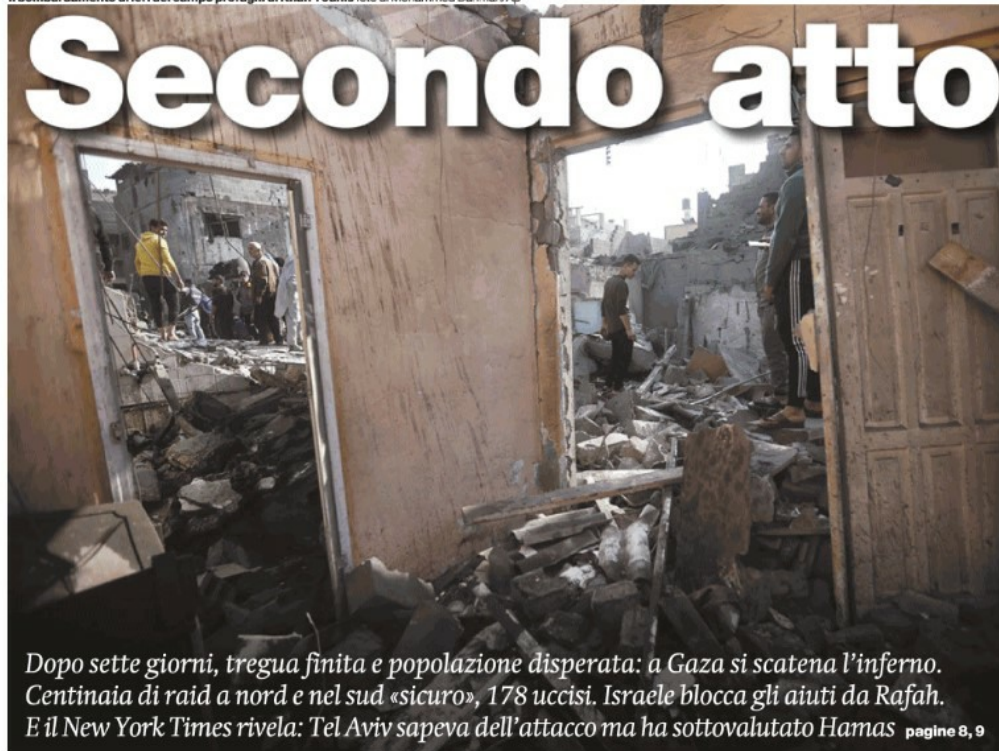 Secondo atto
Dopo sette giorni, tregua finita e popolazione disperata: a Gaza si scatena l'inferno.
Centinaia di raid a nord e nel sud «sicuro», 178 uccisi. Israele blocca gli aiuti da Rafah.
E il New York Times rivela: Tel Aviv sapeva dell'attacco ma ha sottovalutato Hamas pagine 8, 9